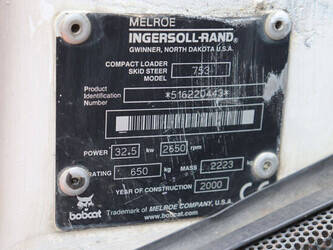 MELROE
INGERSOLL-RAND®
GWINNER, NORTH DAKOTA U.S.A.
COMPACT LOADER
SKID STEER
MODEL 753
Product
Identification
Number *516220443*
POWER 32.5 kw 2650 rpm
RATING 650 kg MASS 2223 kg
YEAR OF CONSTRUCTION 2000
CE
bobcat
Trademark of MELROE COMPANY, U.S.A.
www.bobcat.com